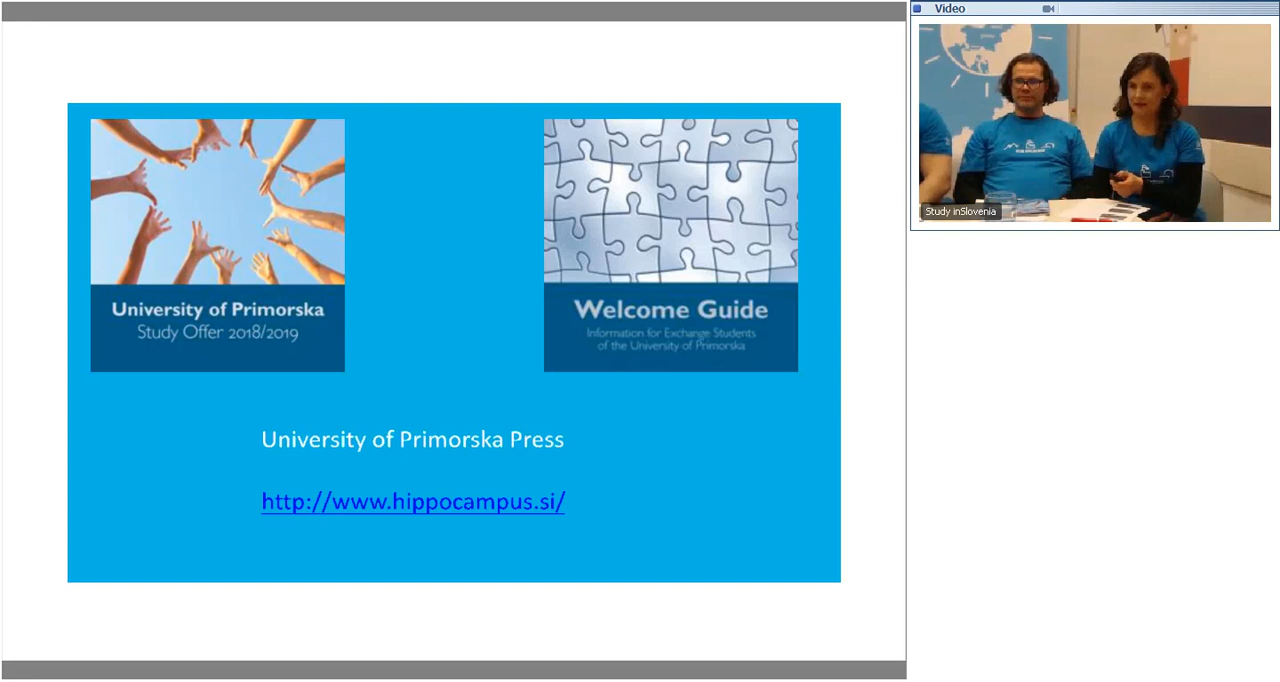 University of Primorska
Study Offer 2018/2019
Welcome Guide
Information for Exchange Students
of the University of Primorska
University of Primorska Press
http://www.hippocampus.si/
Video
Study inSlovenia